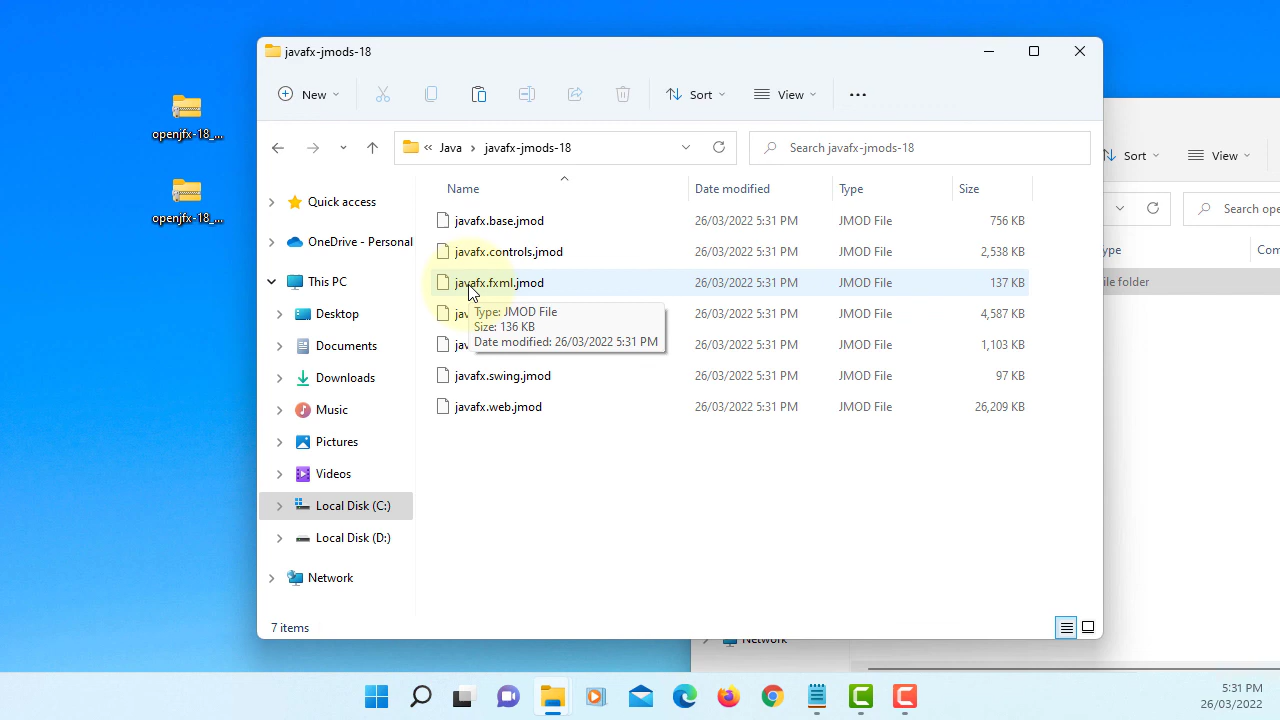 openjfx-18_...
openjfx-18_...
javafx-jmods-18
New
Sort
View
Java
javafx-jmods-18
Search javafx-jmods-18
Name
Date modified
Type
Size
javafx.base.jmod 26/03/2022 5:31 PM JMOD File 756 KB
javafx.controls.jmod 26/03/2022 5:31 PM JMOD File 2,538 KB
javafx.fxml.jmod 26/03/2022 5:31 PM JMOD File 137 KB
jav 26/03/2022 5:31 PM JMOD File 4,587 KB
jav 26/03/2022 5:31 PM JMOD File 1,103 KB
javafx.swing.jmod 26/03/2022 5:31 PM JMOD File 97 KB
javafx.web.jmod 26/03/2022 5:31 PM JMOD File 26,209 KB
Type: JMOD File
Size: 136 KB
Date modified: 26/03/2022 5:31 PM
Quick access
OneDrive - Personal
This PC
Desktop
Documents
Downloads
Music
Pictures
Videos
Local Disk (C:)
Local Disk (D:)
Network
7 items
Sort
View
Search ope
ype
Com
ile folder
Network
5:31 PM
26/03/2022